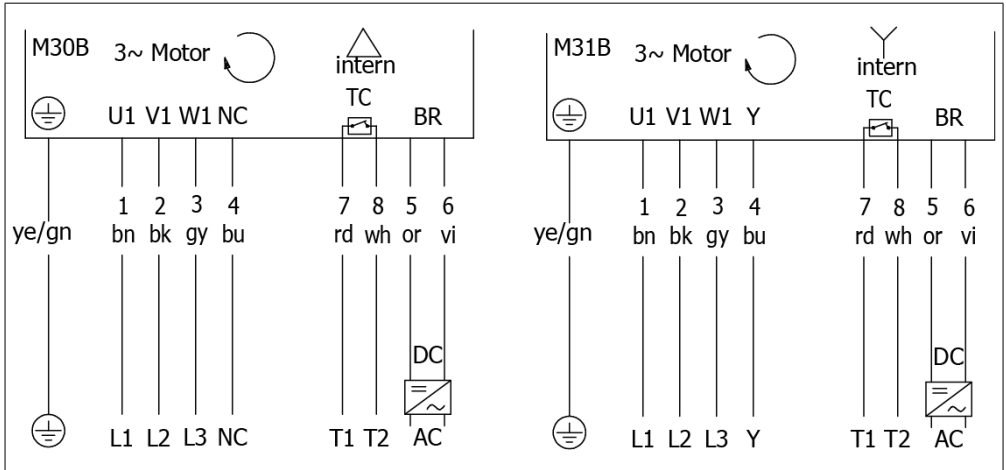 M30B 3~ Motor intern
TC
U1 V1 W1 NC BR
1 2 3 4 7 8 5 6
ye/gn bn bk gy bu rd wh or vi
DC
L1 L2 L3 NC T1 T2 AC
M31B 3~ Motor intern
TC
U1 V1 W1 Y BR
1 2 3 4 7 8 5 6
ye/gn bn bk gy bu rd wh or vi
DC
L1 L2 L3 Y T1 T2 AC